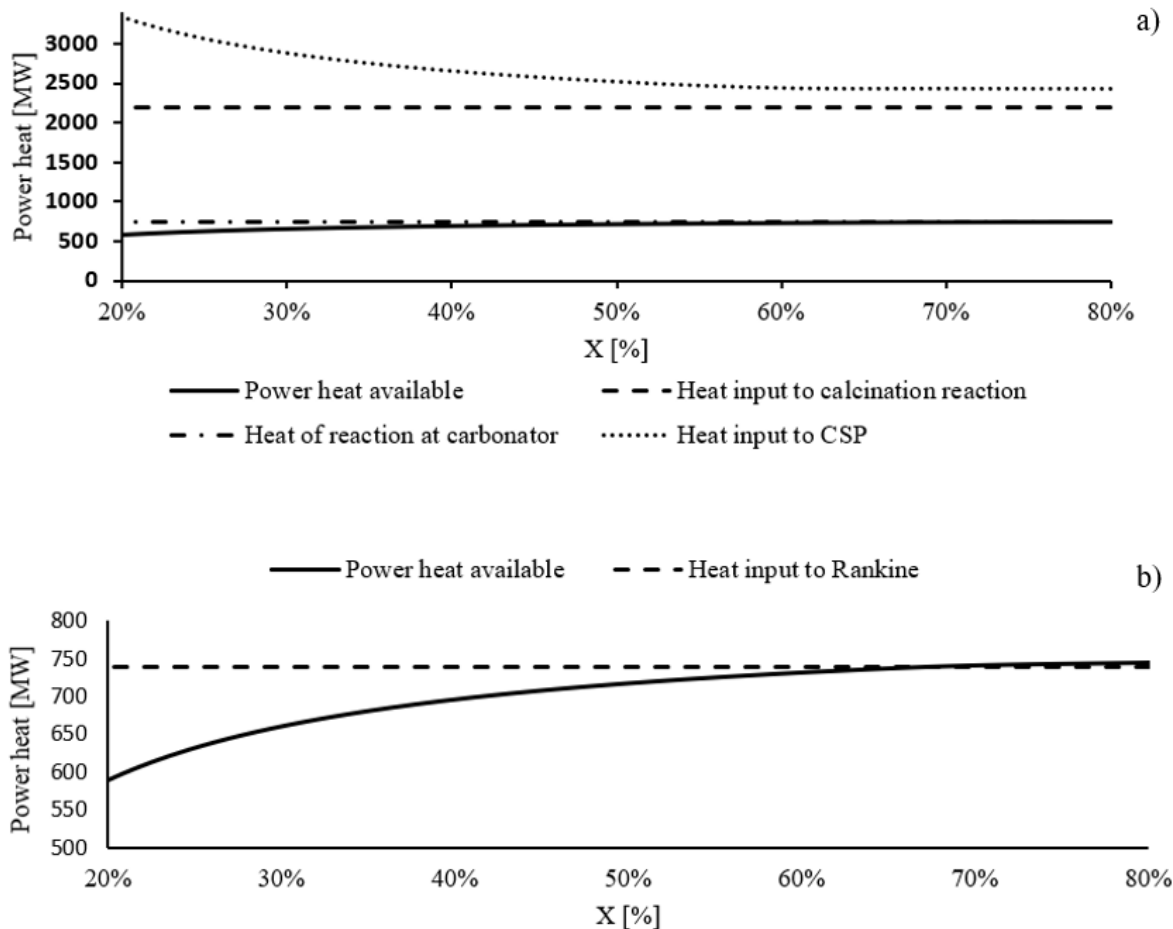 a)
Power heat [MW]
3000
2500
2000
1500
1000
500
0
20% 30% 40% 50% 60% 70% 80%
X [%]
Power heat available Heat input to calcination reaction
Heat of reaction at carbonator Heat input to CSP
Power heat available Heat input to Rankine
b)
Power heat [MW]
800
750
700
650
600
550
500
20% 30% 40% 50% 60% 70% 80%
X [%]